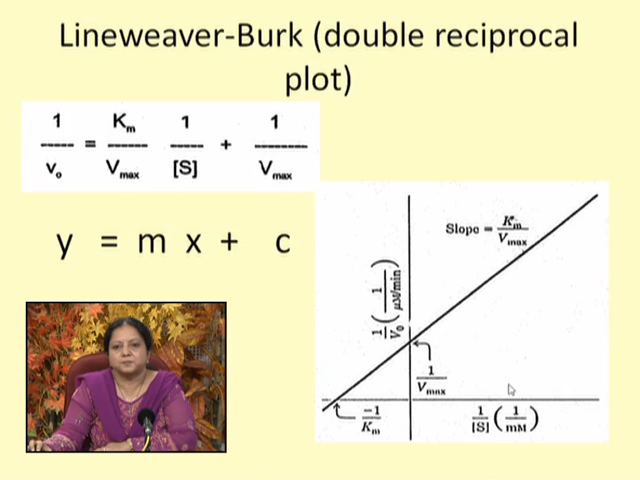 Lineweaver-Burk (double reciprocal
plot)
1/v₀ = Kₘ/Vₘₐₓ 1/[S] + 1/Vₘₐₓ
y = m x + c
Slope = Kₘ/Vₘₐₓ
1/V₀ (1/µM/min)
1/Vₘₐₓ
-1/Kₘ
1/[S] (1/mM)